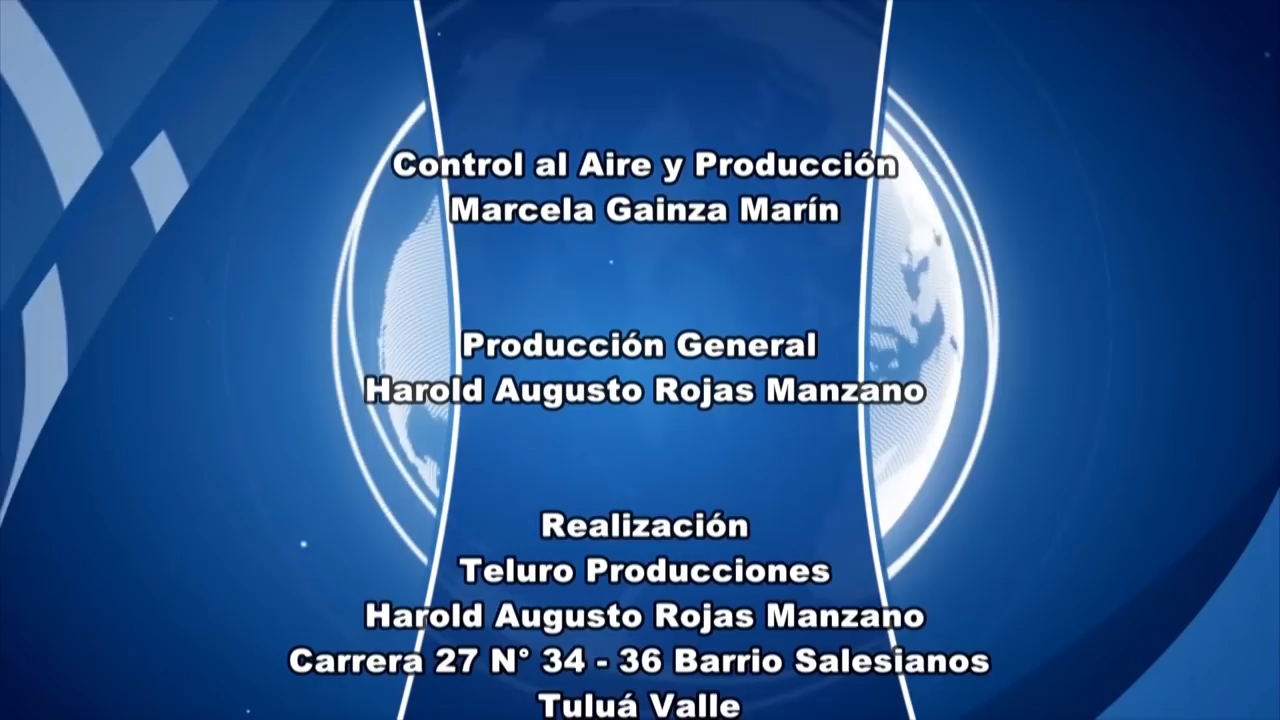 Control al Aire y Producción
Marcela Gainza Marín
Producción General
Harold Augusto Rojas Manzano
Realización
Teluro Producciones
Harold Augusto Rojas Manzano
Carrera 27 N° 34 - 36 Barrio Salesianos
Tuluá Valle